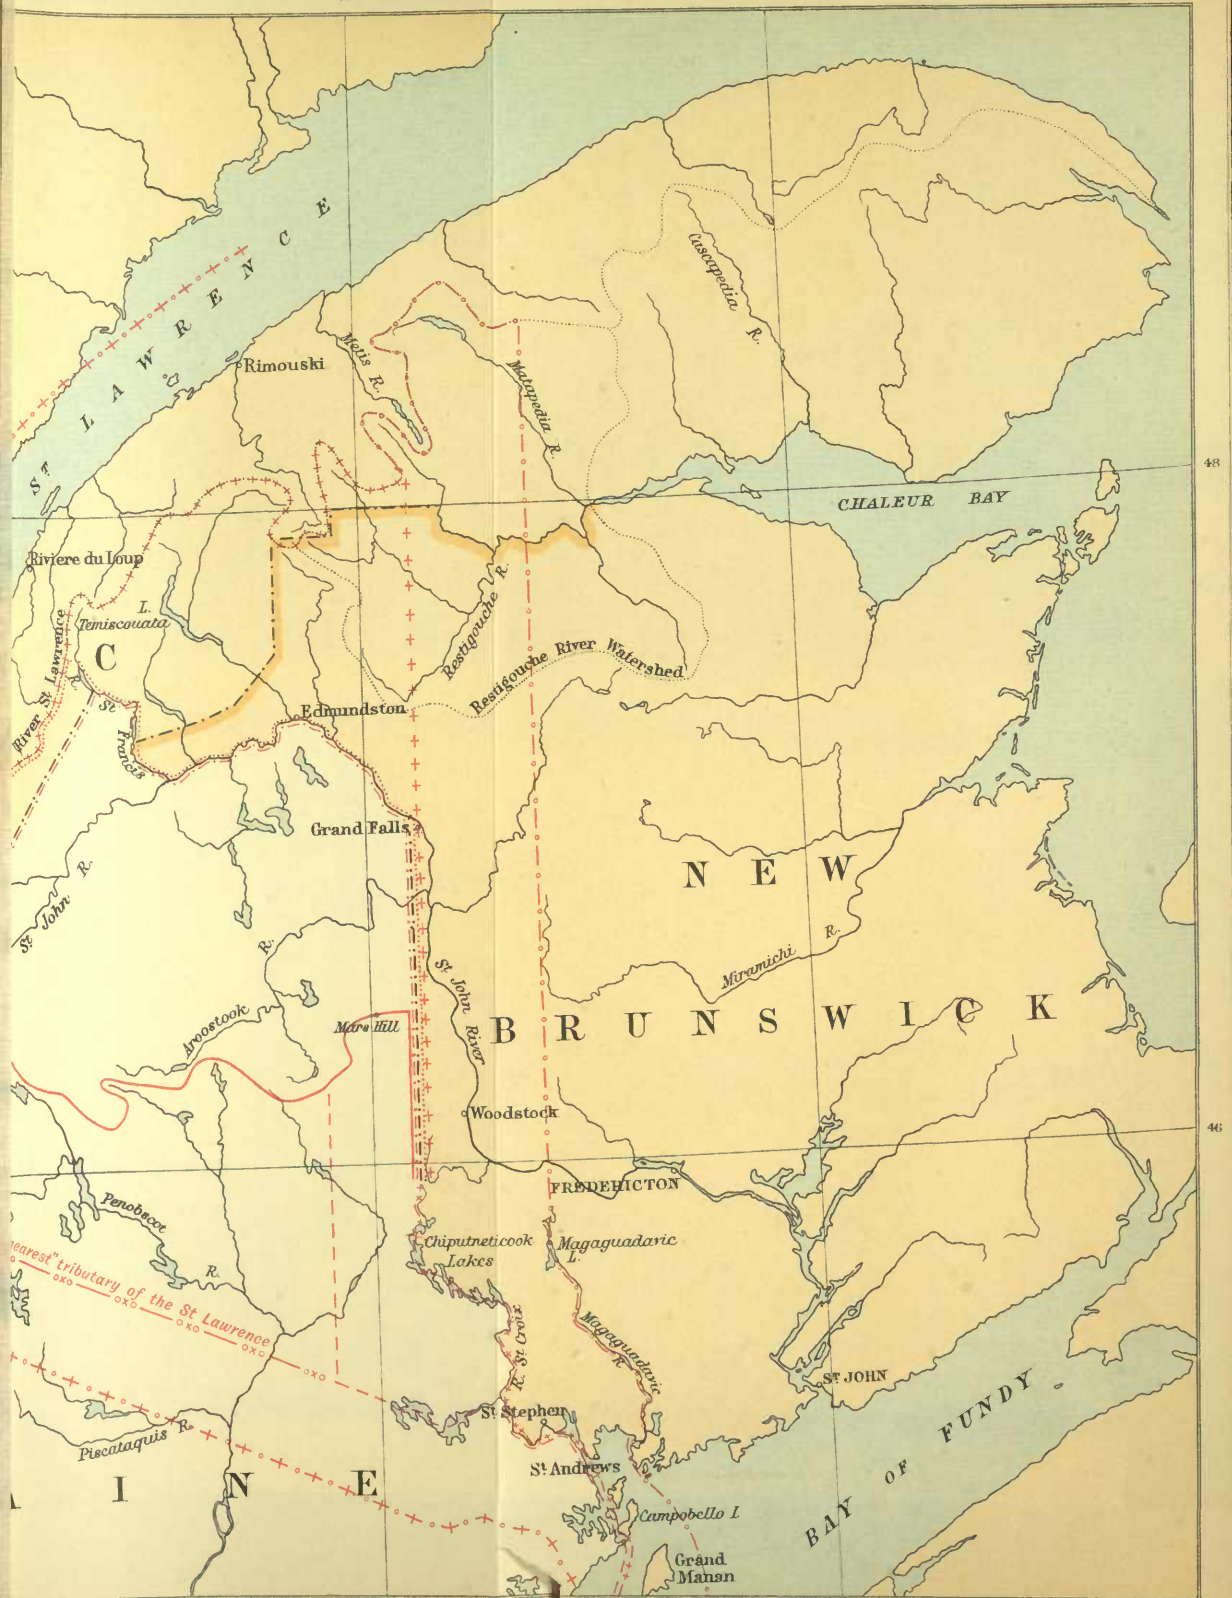 ST LAWRENCE
Rimouski
Metis R.
Matapedia R.
Cascapedia R.
48
CHALEUR BAY
Riviere du Loup
L.
Temiscouata
C
River St Lawrence
R. St Francis
Restigouche R.
Restigouche River Watershed
Edmundston
Grand Falls
St John R.
NEW
BRUNSWICK
Miramichi R.
R.
Aroostook
Mars Hill
St John River
Woodstock
46
FREDERICTON
Penobscot R.
Chiputneticook
Lakes
Magaguadavic
L.
nearest" tributary of the St Lawrence
R. St Croix
Magaguadavic R.
ST JOHN
St Stephen
Piscataquis R.
St Andrews
INE
BAY OF FUNDY
Campobello I
Grand
Manan